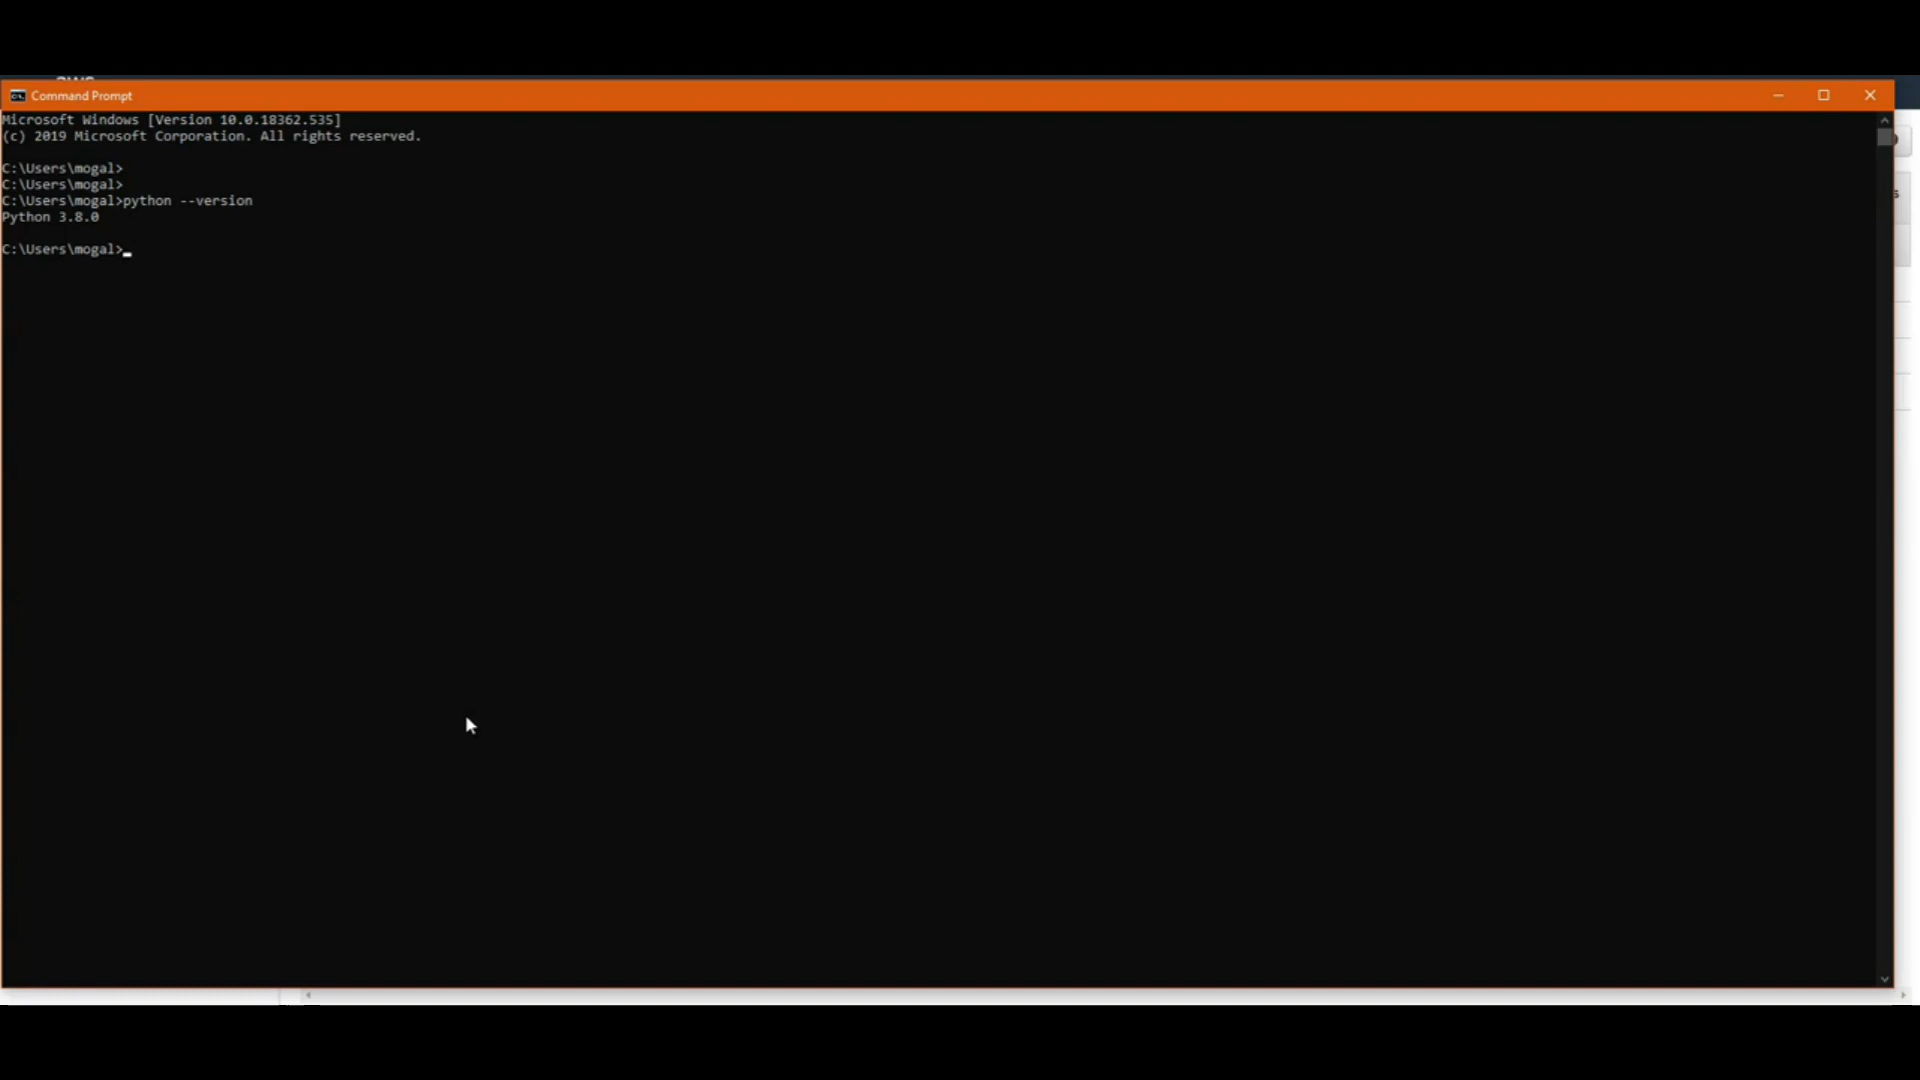 Command Prompt
Microsoft Windows [Version 10.0.18362.535]
(c) 2019 Microsoft Corporation. All rights reserved.
C:\Users\mogal>
C:\Users\mogal>
C:\Users\mogal>python --version
Python 3.8.0
C:\Users\mogal>